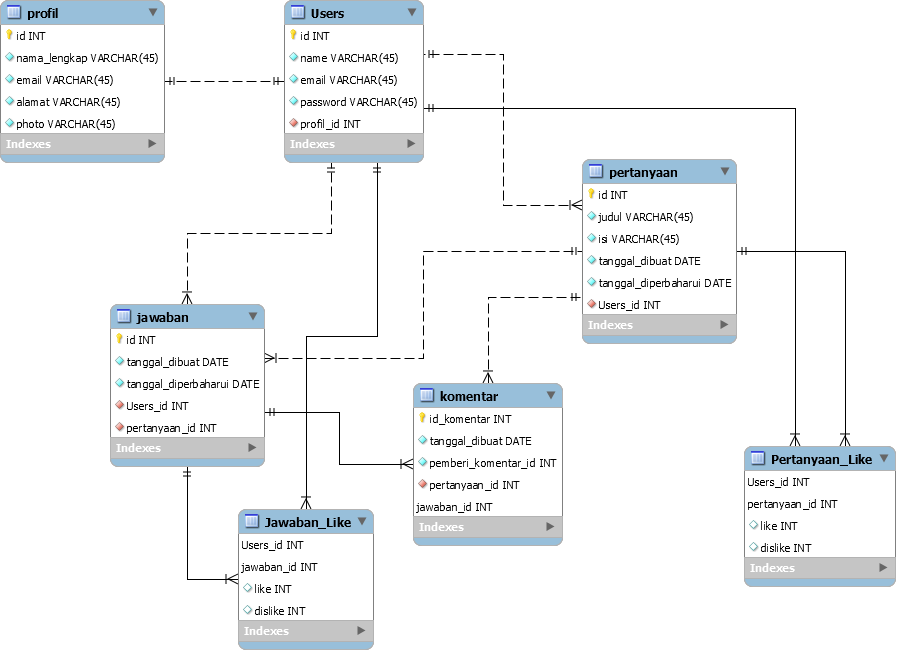 profil
id INT
nama_lengkap VARCHAR(45)
email VARCHAR(45)
alamat VARCHAR(45)
photo VARCHAR(45)
Indexes
Users
id INT
name VARCHAR(45)
email VARCHAR(45)
password VARCHAR(45)
profil_id INT
Indexes
pertanyaan
id INT
judul VARCHAR(45)
isi VARCHAR(45)
tanggal_dibuat DATE
tanggal_diperbaharui DATE
Users_id INT
Indexes
jawaban
id INT
tanggal_dibuat DATE
tanggal_diperbaharui DATE
Users_id INT
pertanyaan_id INT
Indexes
komentar
id_komentar INT
tanggal_dibuat DATE
pemberi_komentar_id INT
pertanyaan_id INT
jawaban_id INT
Indexes
Pertanyaan_Like
Users_id INT
pertanyaan_id INT
like INT
dislike INT
Indexes
Jawaban_Like
Users_id INT
jawaban_id INT
like INT
dislike INT
Indexes